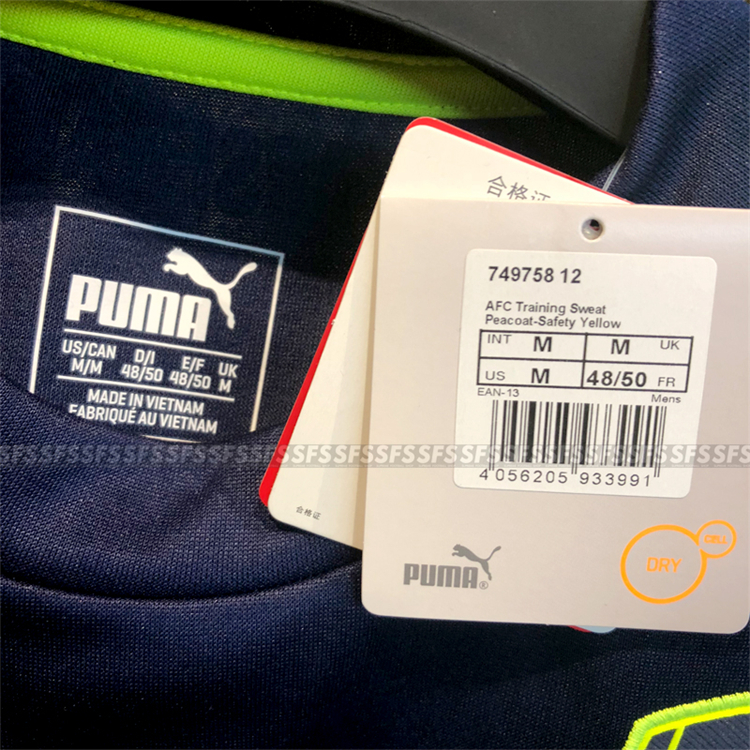 合格证
749758 12
AFC Training Sweat
Peacoat-Safety Yellow
INT M M UK
US M 48/50 FR
EAN-13 Mens
4 056205 933991
PUMA
US/CAN D/I E/F UK
M/M 48/50 48/50 M
MADE IN VIETNAM
FABRIQUÉ AU VIETNAM
SSFSSFSSFSSFSSFSSFSSFSSFSSFSSFSSFSSFS
合格证
PUMA®
DRY
CELL